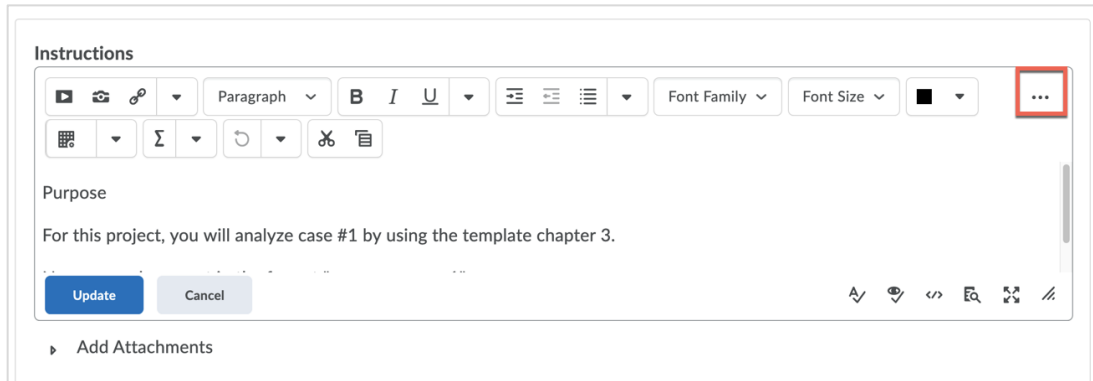 Instructions
Paragraph B I U Font Family Font Size ...
Σ
Purpose
For this project, you will analyze case #1 by using the template chapter 3.
Update Cancel
Add Attachments